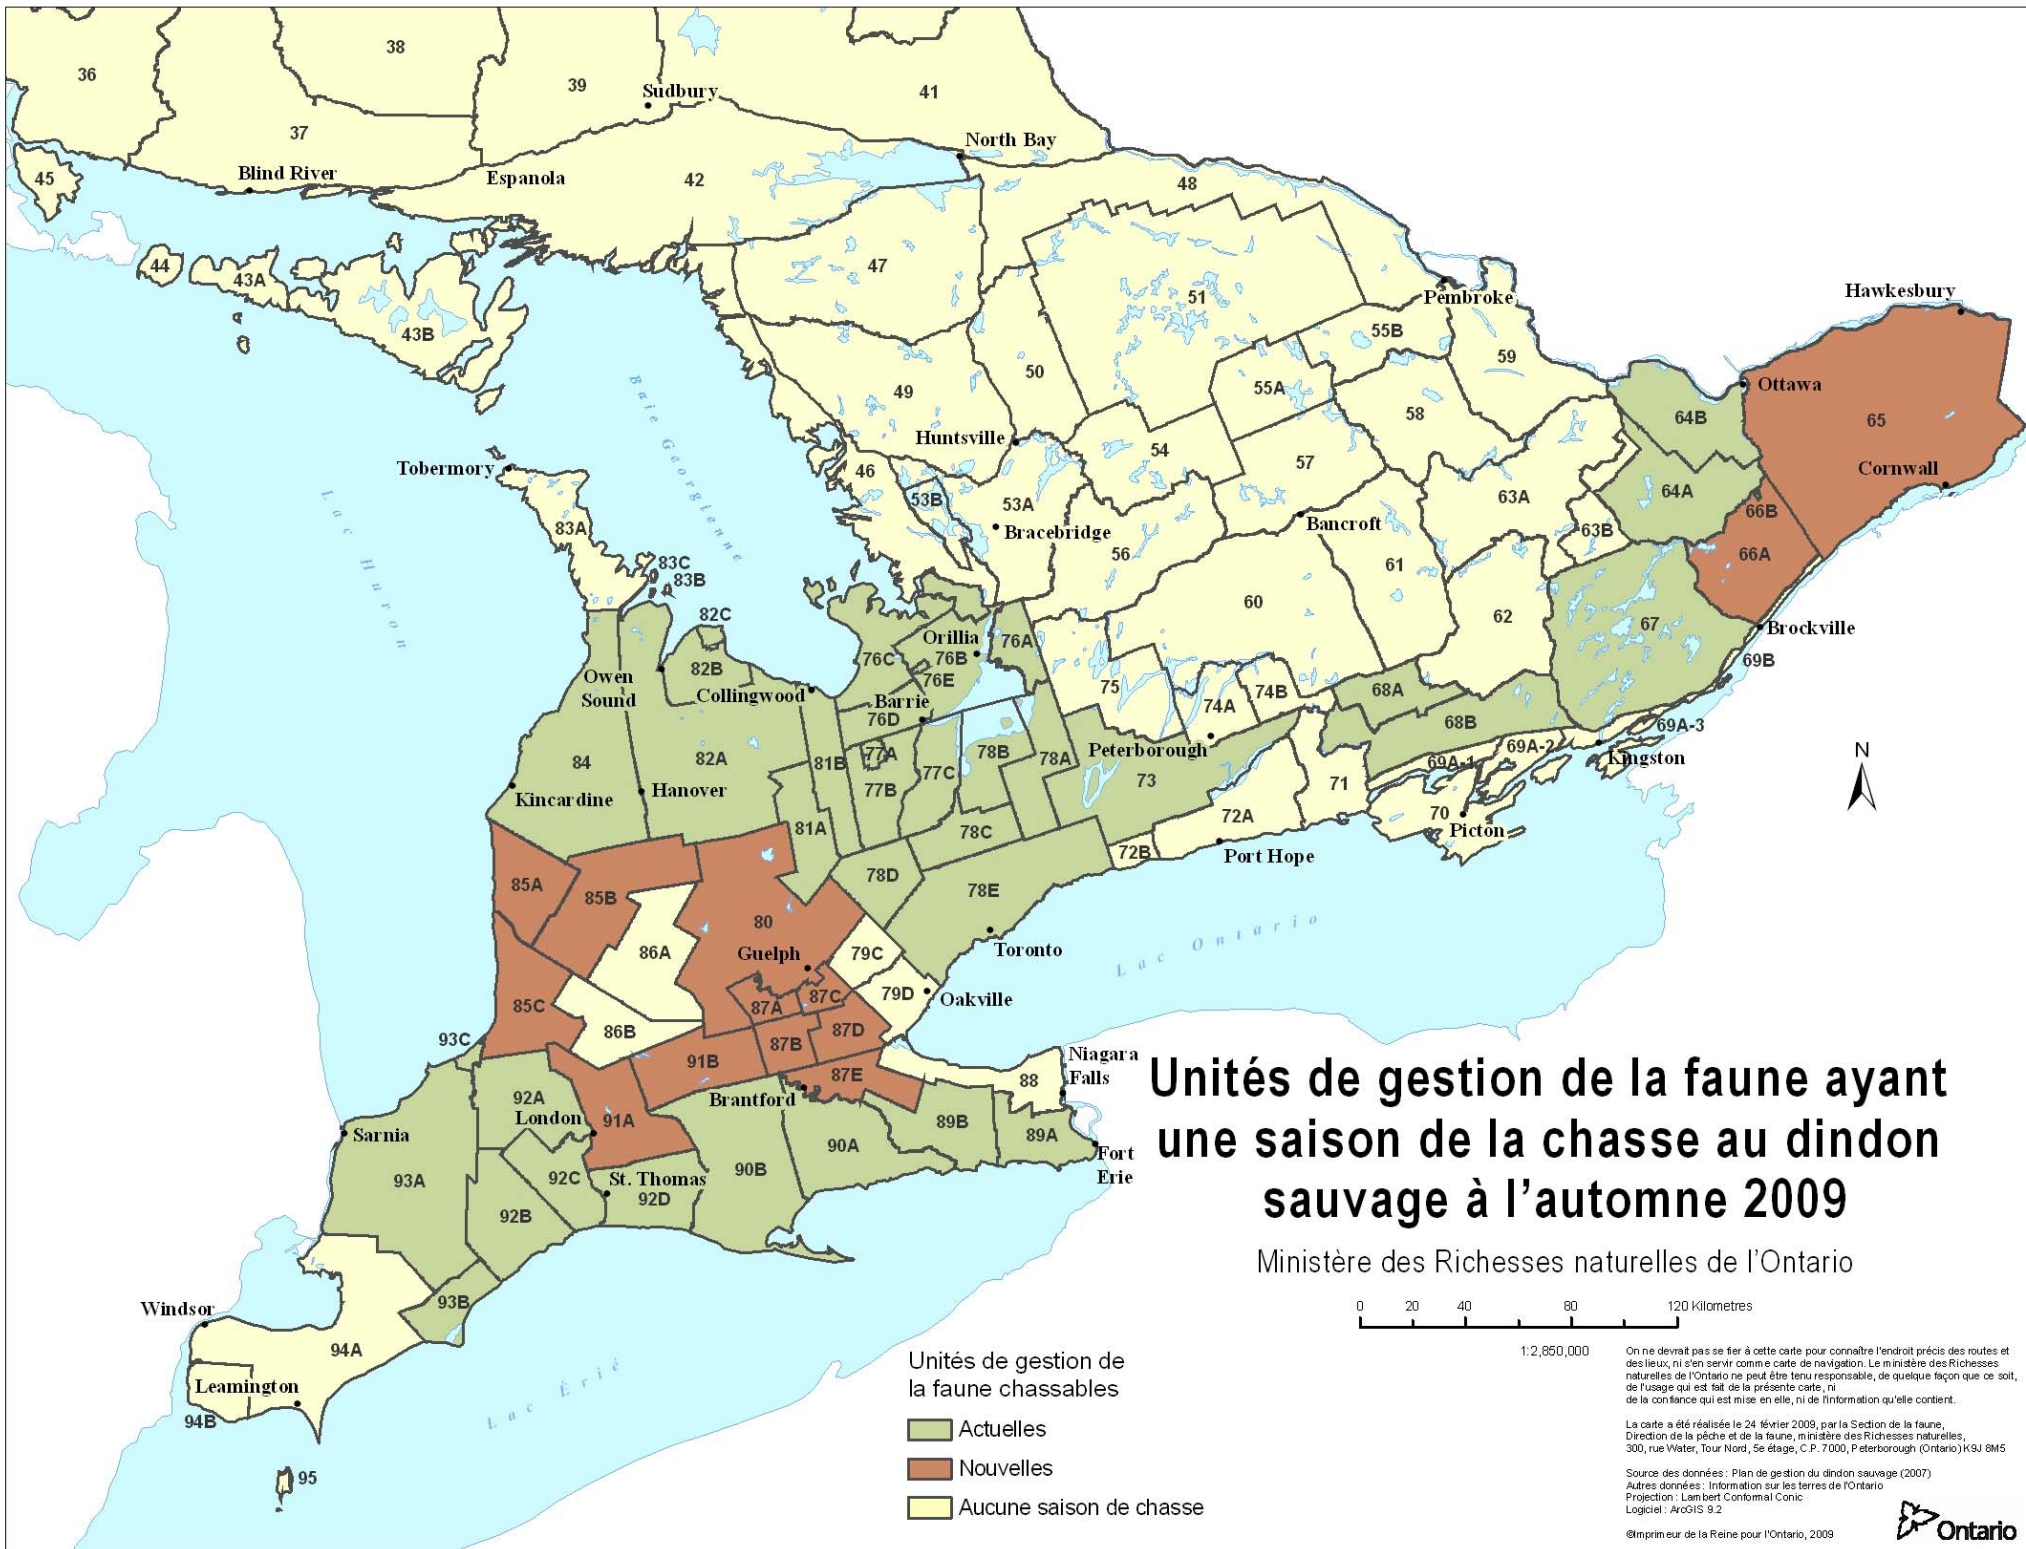 36
38
39
Sudbury
41
37
North Bay
45
Blind River
Espanola
42
48
44
43A
47
51
Pembroke
Hawkesbury
43B
55B
59
50
55A
Ottawa
49
58
64B
65
Baie Georgienne
Huntsville
54
57
Cornwall
Tobermory
46
53B
53A
63A
64A
66B
Lac Huron
83A
Bracebridge
Bancroft
63B
66A
83C
83B
56
61
82C
60
62
67
Brockville
Orillia
76A
76C
76B
82B
76E
75
74A
74B
68A
69B
Owen
Sound
Collingwood
Barrie
76D
68B
69A-3
69A-2
Peterborough
Kingston
69A-1
84
82A
81B
77A
77C
78B
78A
73
71
N
Kincardine
Hanover
77B
72A
70
Picton
81A
78C
72B
Port Hope
85A
85B
78D
78E
80
86A
Guelph
79C
Toronto
Lac Ontario
85C
87A
87C
79D
Oakville
93C
86B
87B
87D
91B
Niagara
Falls
92A
Brantford
87E
88
London
91A
89B
Sarnia
90A
89A
Fort
Erie
93A
92C
St. Thomas
90B
92B
92D
Windsor
93B
94A
Leamington
94B
Lac Érié
95
Unités de gestion de la faune ayant
une saison de la chasse au dindon
sauvage à l'automne 2009
Ministère des Richesses naturelles de l'Ontario
0 20 40 80 120 Kilometres
1:2,850,000
Unités de gestion de
la faune chassables
Actuelles
Nouvelles
Aucune saison de chasse
On ne devrait pas se fier à cette carte pour connaître l'endroit précis des routes et
des lieux, ni s'en servir comme carte de navigation. Le ministère des Richesses
naturelles de l'Ontario ne peut être tenu responsable, de quelque façon que ce soit,
de l'usage qui est fait de la présente carte, ni
de la confiance qui est mise en elle, ni de l'information qu'elle contient.
La carte a été réalisée le 24 février 2009, par la Section de la faune,
Direction de la pêche et de la faune, ministère des Richesses naturelles,
300, rue Water, Tour Nord, 5e étage, C.P. 7000, Peterborough (Ontario) K9J 8M5
Source des données : Plan de gestion du dindon sauvage (2007)
Autres données : Information sur les terres de l'Ontario
Projection : Lambert Conformal Conic
Logiciel : ArcGIS 9.2
©Imprimeur de la Reine pour l'Ontario, 2009
Ontario